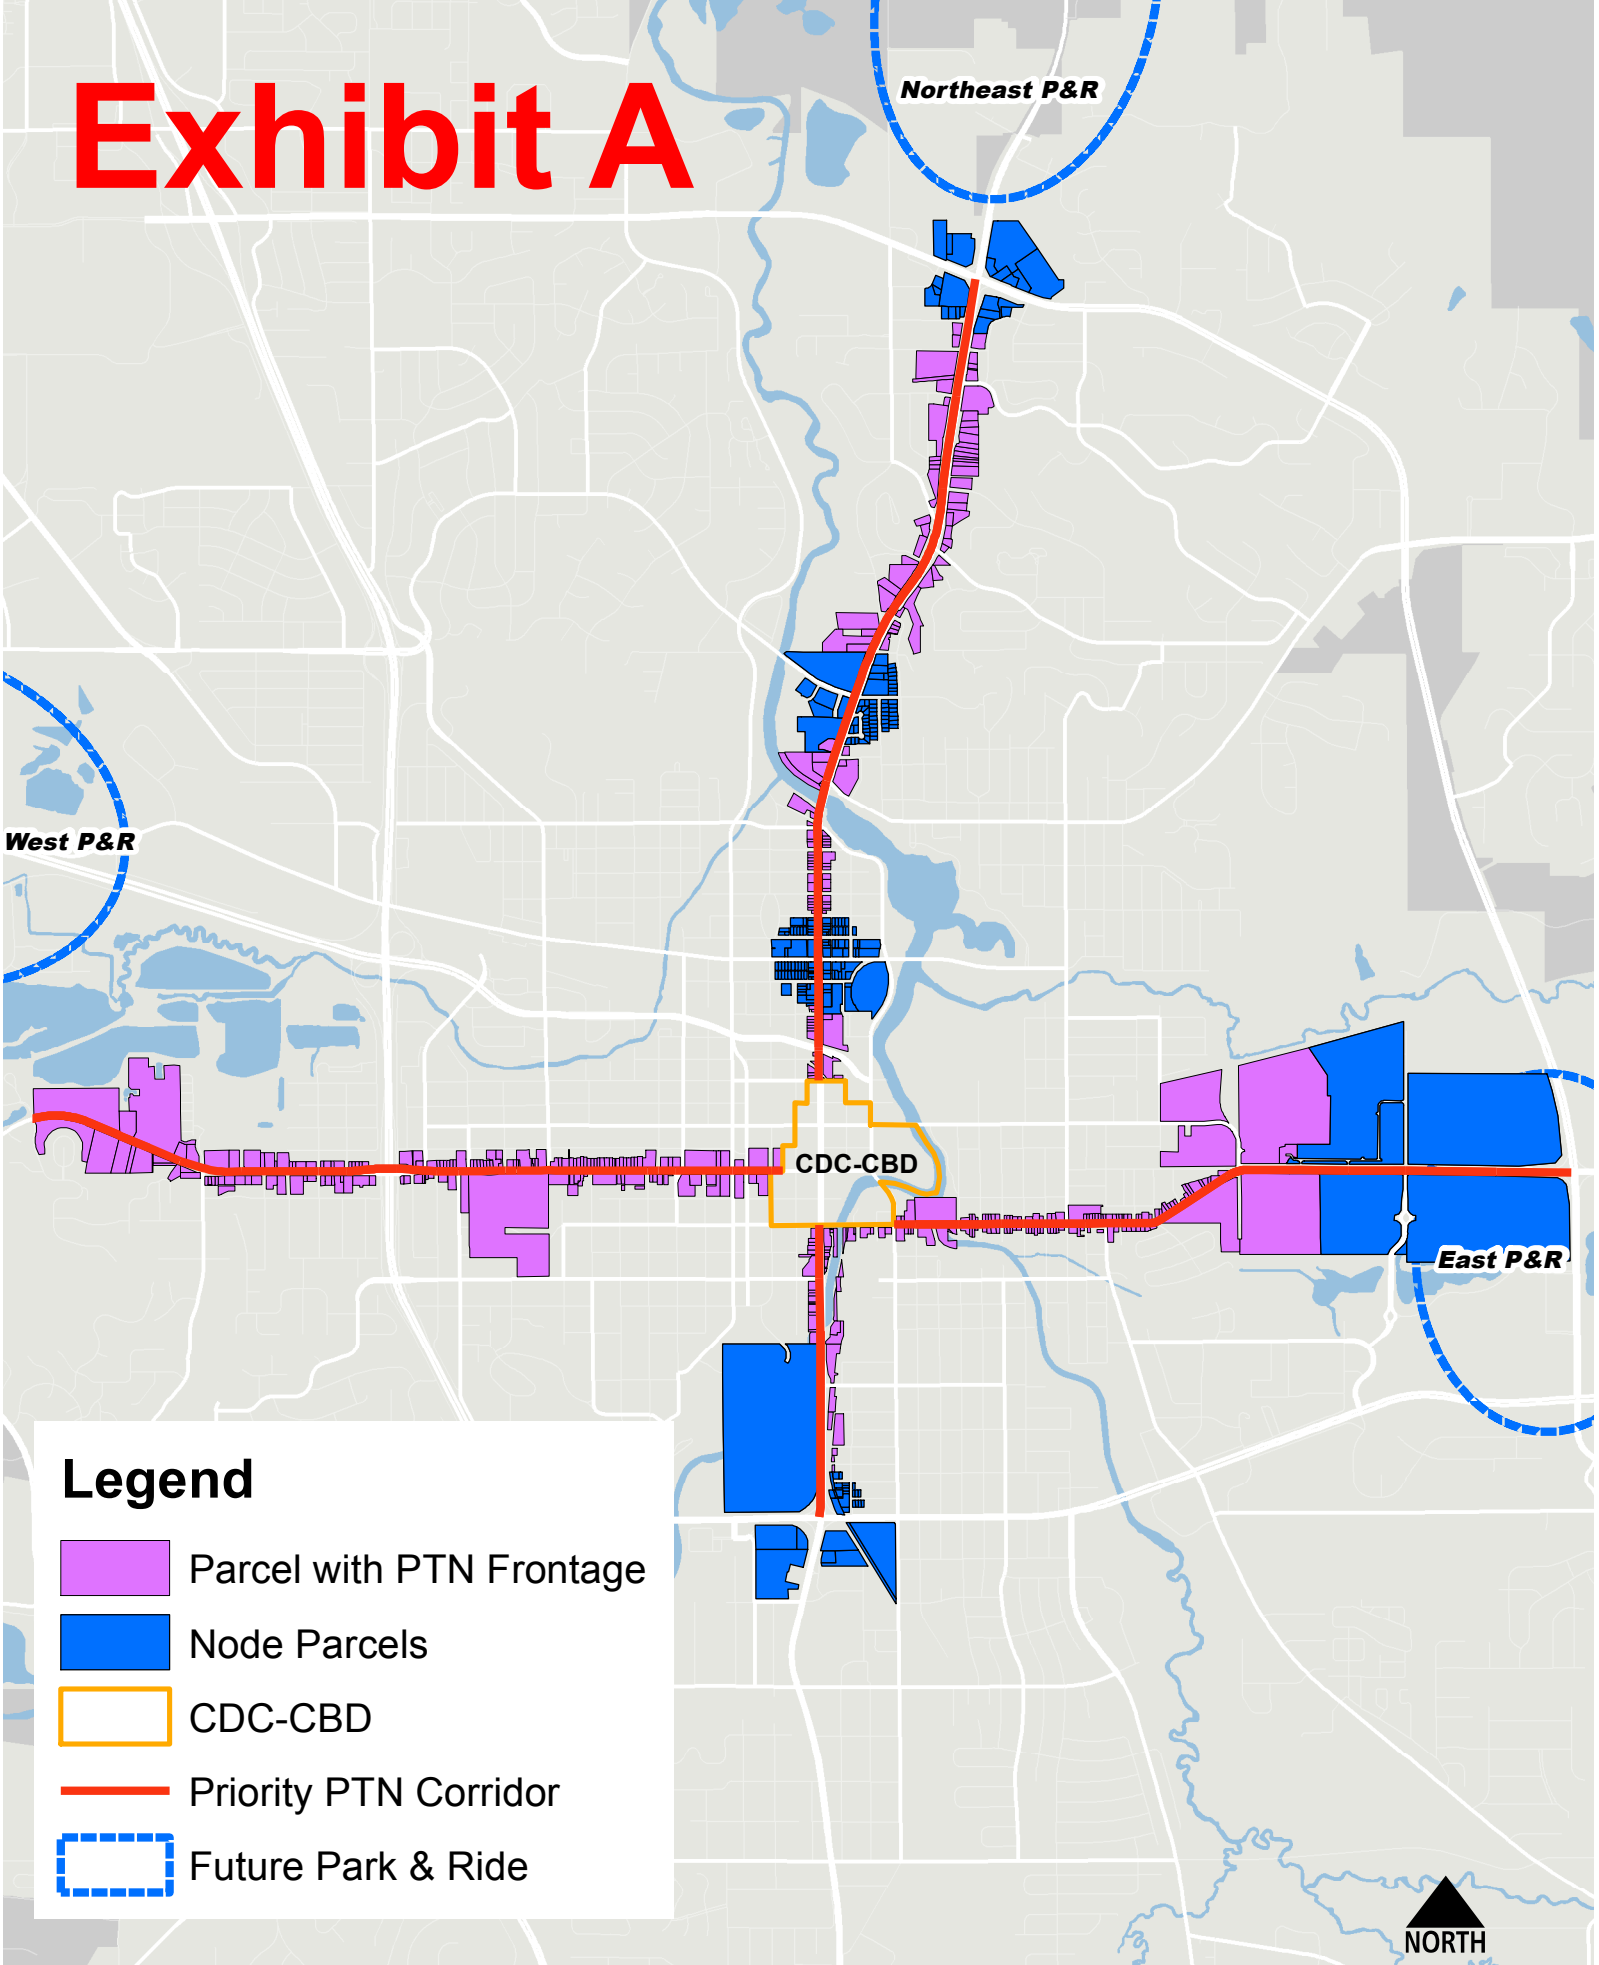 Exhibit A
Northeast P&R
West P&R
CDC-CBD
East P&R
Legend
Parcel with PTN Frontage
Node Parcels
CDC-CBD
Priority PTN Corridor
Future Park & Ride
NORTH